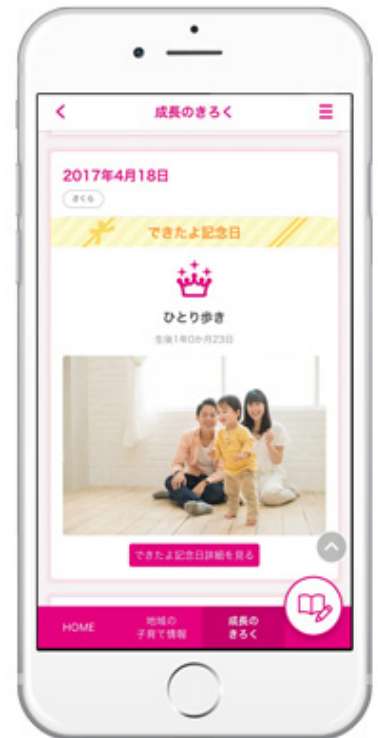 成長のきろく
2017年4月18日
さくら
できたよ記念日
ひとり歩き
生後1年0か月23日
できたよ記念日詳細を見る
HOME
地域の
子育て情報
成長の
きろく